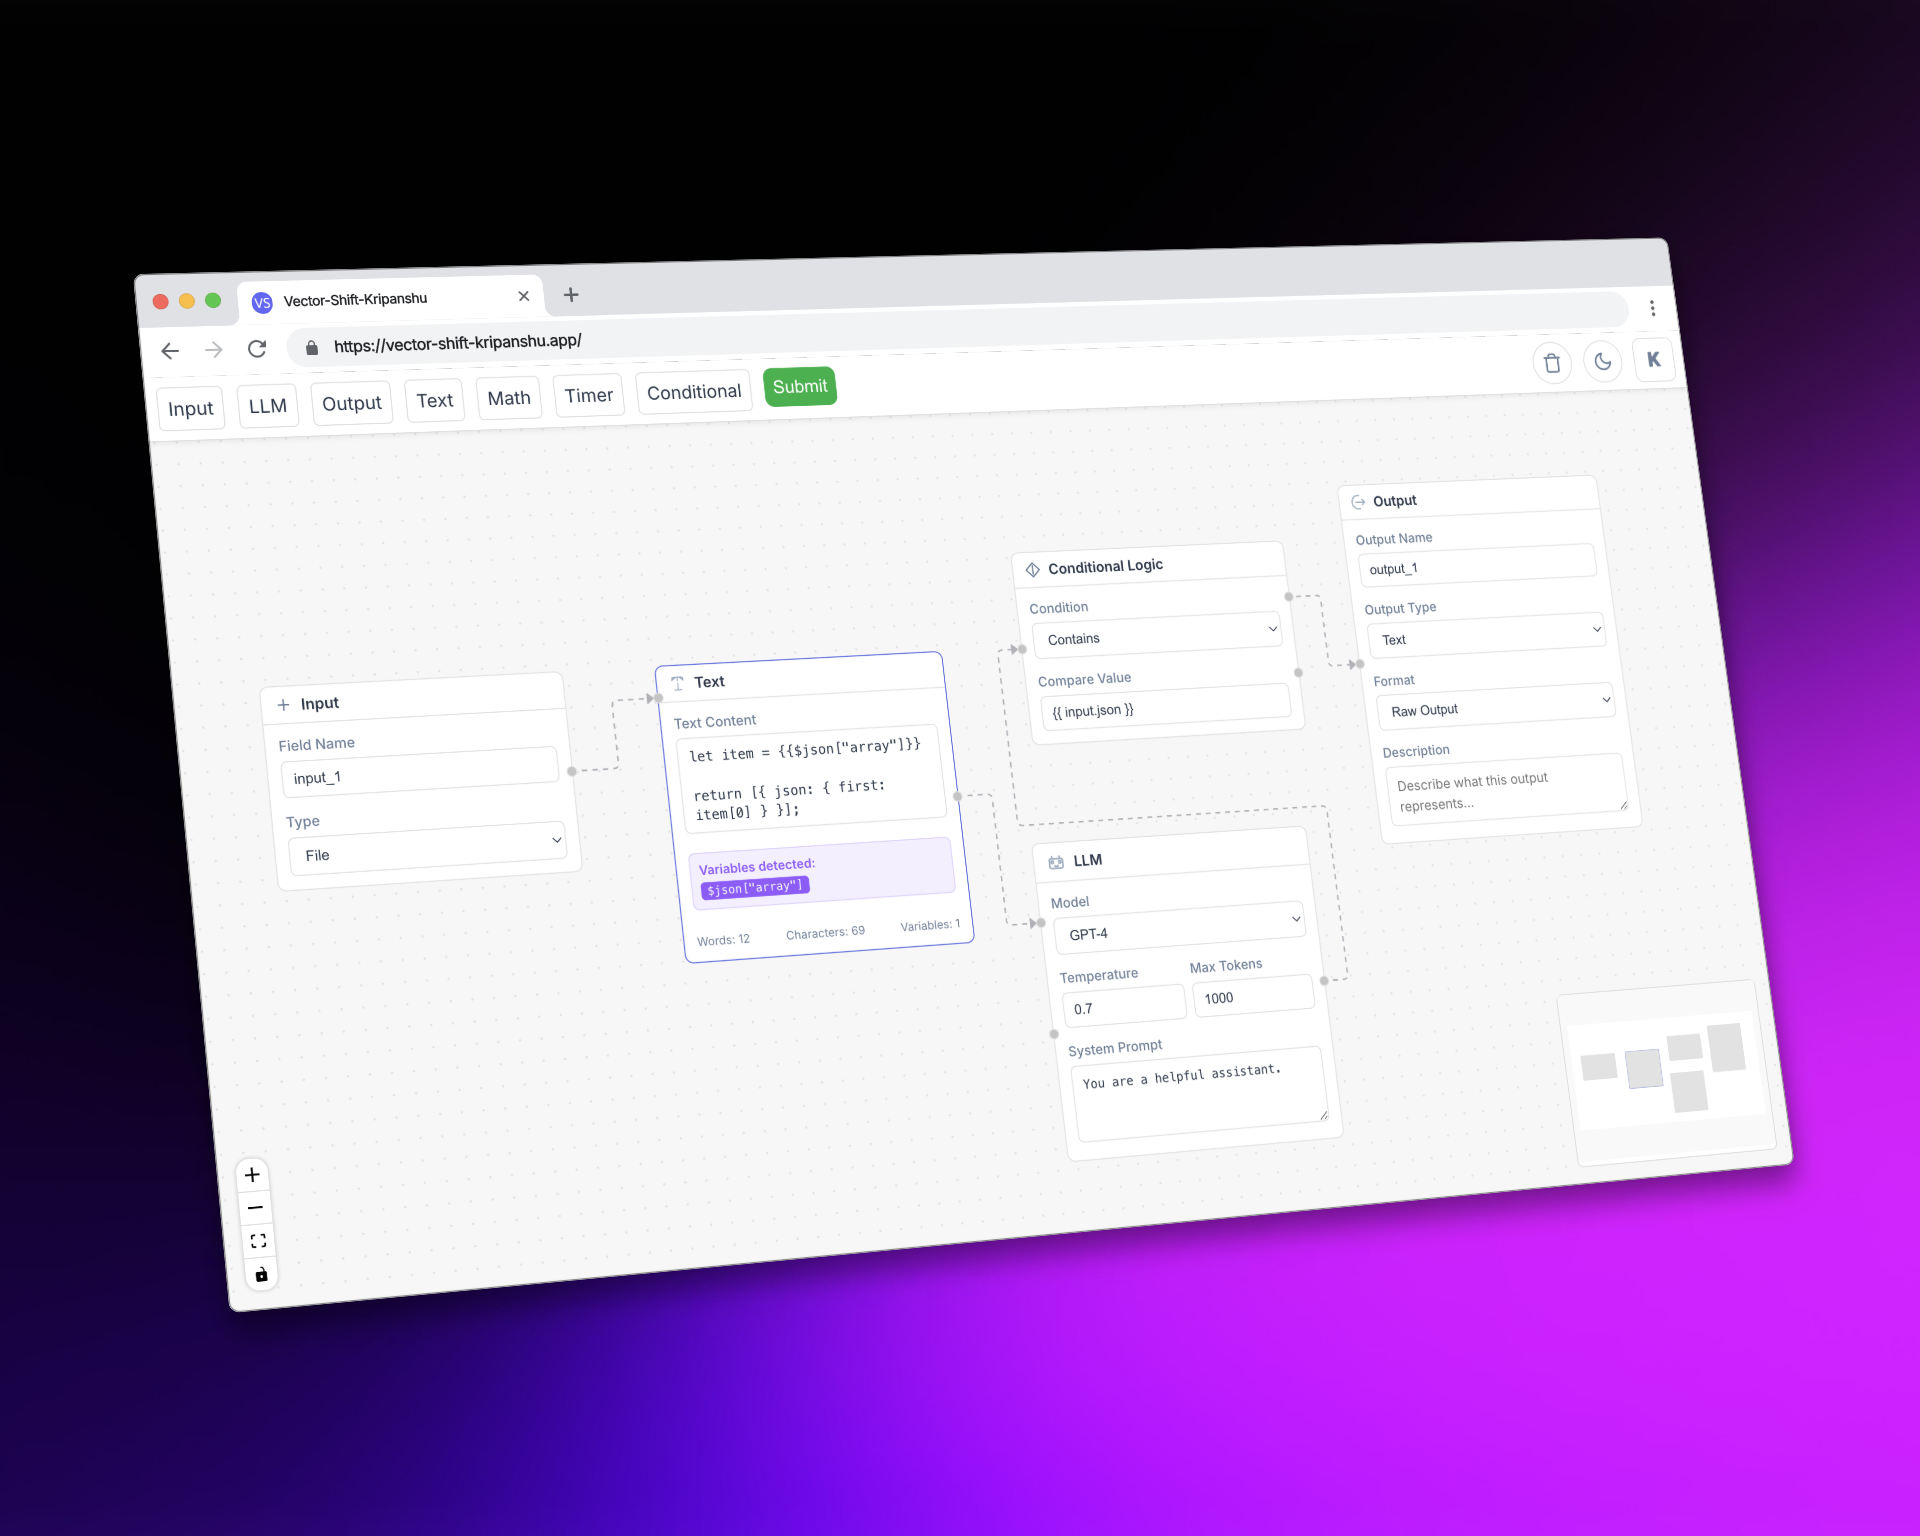 VS Vector-Shift-Kripanshu
https://vector-shift-kripanshu.app/
Input LLM Output Text Math Timer Conditional Submit K
Input
Field Name
input_1
Type
File
Text
Text Content
let item = {{$json["array"]}}
return [{ json: { first:
item[0] } }];
Variables detected:
$json["array"]
Words: 12 Characters: 69 Variables: 1
Conditional Logic
Condition
Contains
Compare Value
{{ input.json }}
LLM
Model
GPT-4
Temperature Max Tokens
0.7 1000
System Prompt
You are a helpful assistant.
Output
Output Name
output_1
Output Type
Text
Format
Raw Output
Description
Describe what this output
represents...